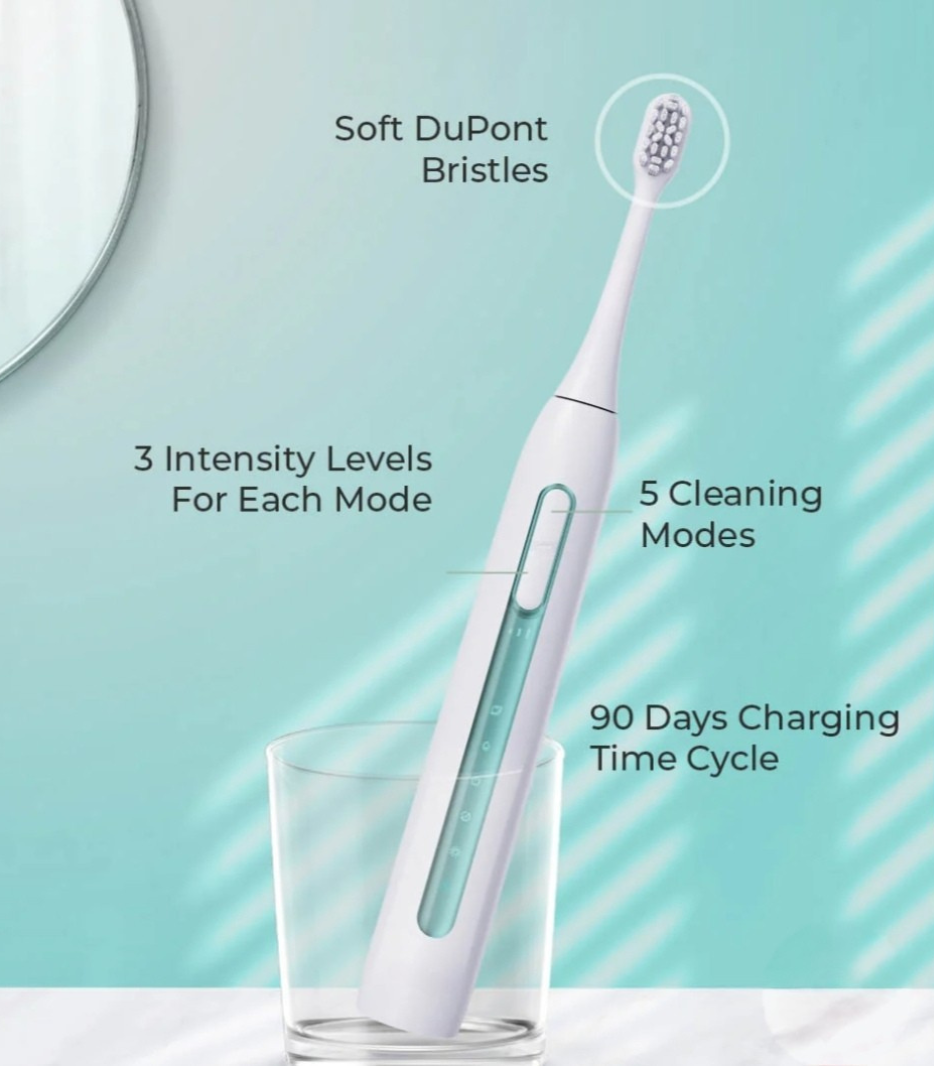 Soft DuPont
Bristles
3 Intensity Levels
For Each Mode
5 Cleaning
Modes
90 Days Charging
Time Cycle